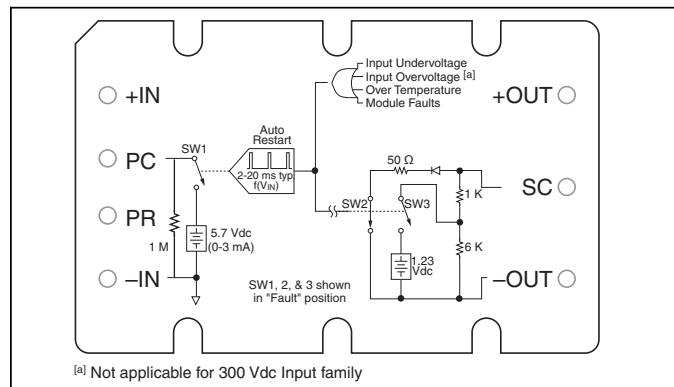 Input Undervoltage
Input Overvoltage [a]
Over Temperature
Module Faults
+IN
+OUT
Auto
Restart
PC
SW1
2-20 ms typ.
f(VIN)
50 Ω
SC
1 K
SW2
SW3
PR
1 M
5.7 Vdc
(0-3 mA)
6 K
1.23
Vdc
–IN
–OUT
SW1, 2, & 3 shown
in "Fault" position
[a] Not applicable for 300 Vdc Input family